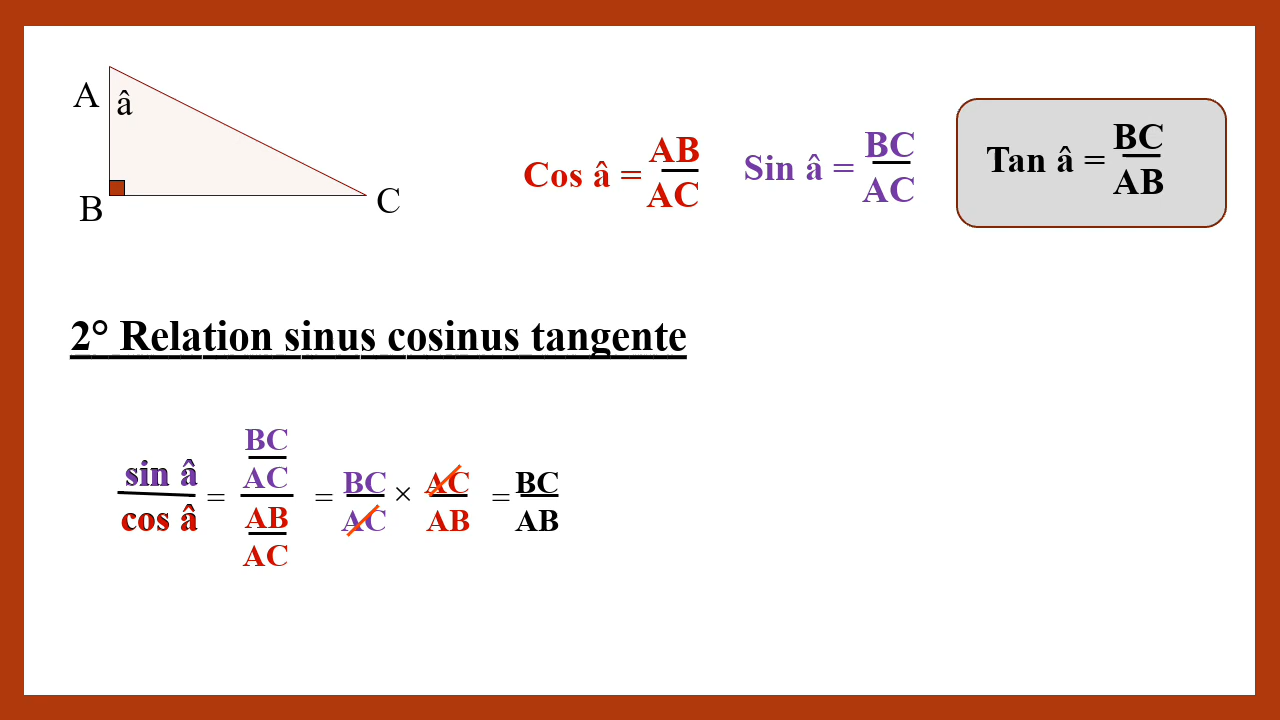 A
â
B
C
Cos â = AB
AC
Sin â = BC
AC
Tan â = BC
AB
2° Relation sinus cosinus tangente
sin â
cos â
=
BC
AC
AB
AC
=
BC
AC
×
AC
AB
=
BC
AB